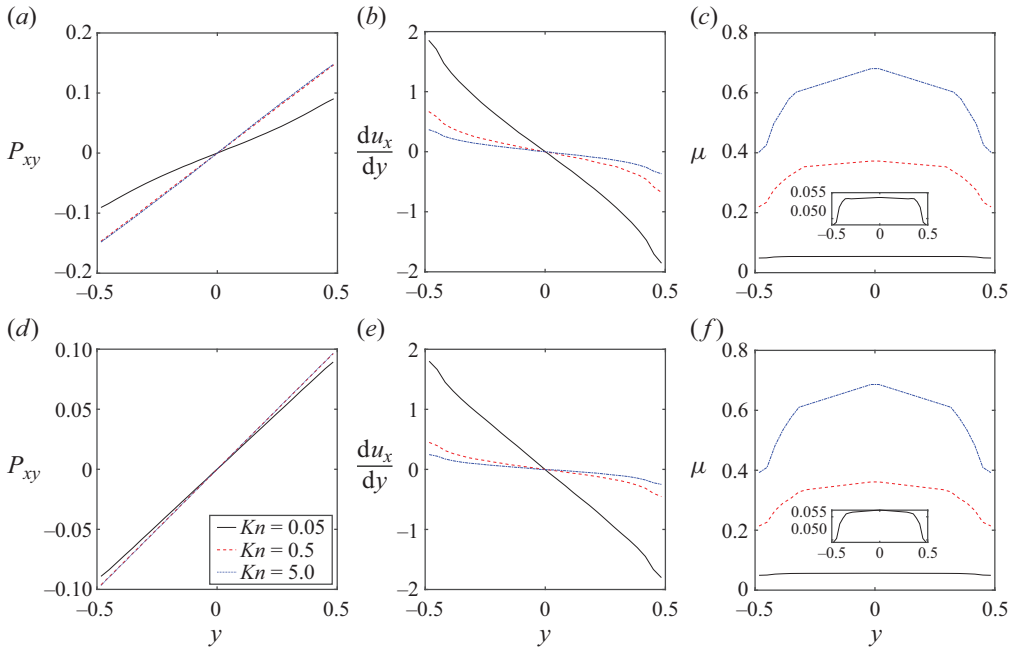 (a) (b) (c)
0.2 2 0.8
0.1 1 0.6
P_xy 0 du_x/dy 0 μ 0.4
0.055
0.050
−0.5 0 0.5
−0.1 −1 0.2
−0.2 −2 0
−0.5 0 0.5 −0.5 0 0.5 −0.5 0 0.5
(d) (e) (f)
0.10 2 0.8
0.05 1 0.6
P_xy 0 du_x/dy 0 μ 0.4
0.055
0.050
−0.5 0 0.5
−0.05 −1 0.2
Kn = 0.05
Kn = 0.5
Kn = 5.0
−0.10 −2 0
−0.5 0 0.5 −0.5 0 0.5 −0.5 0 0.5
y y y